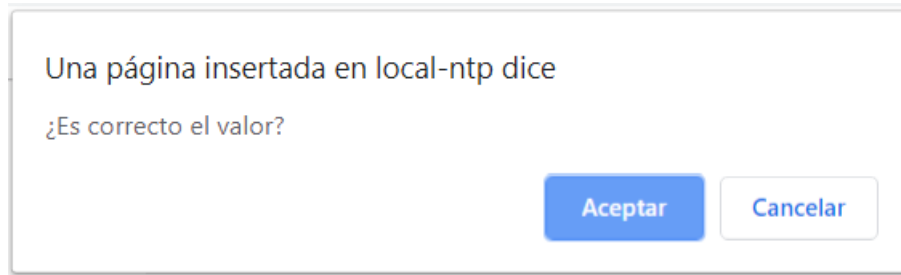 Una página insertada en local-ntp dice
¿Es correcto el valor?
Aceptar Cancelar